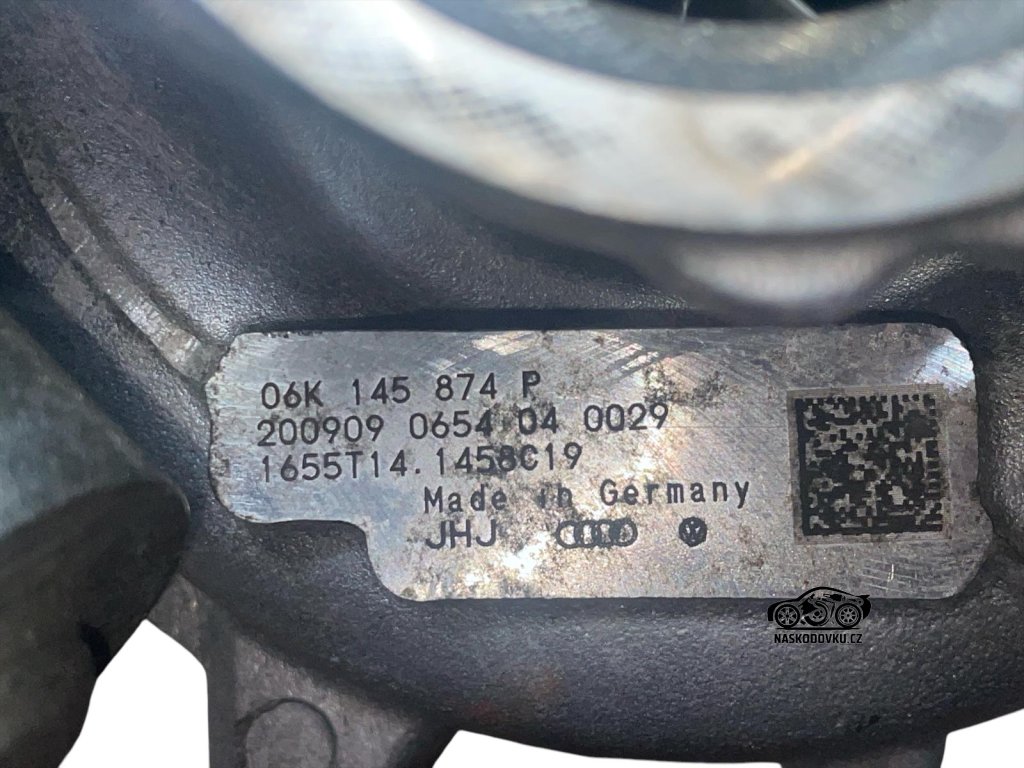 06K 145 874 P
200909 0654 04 0029
1655T14.1458C19
Made in Germany
JHJ
NASKODOVKU.CZ